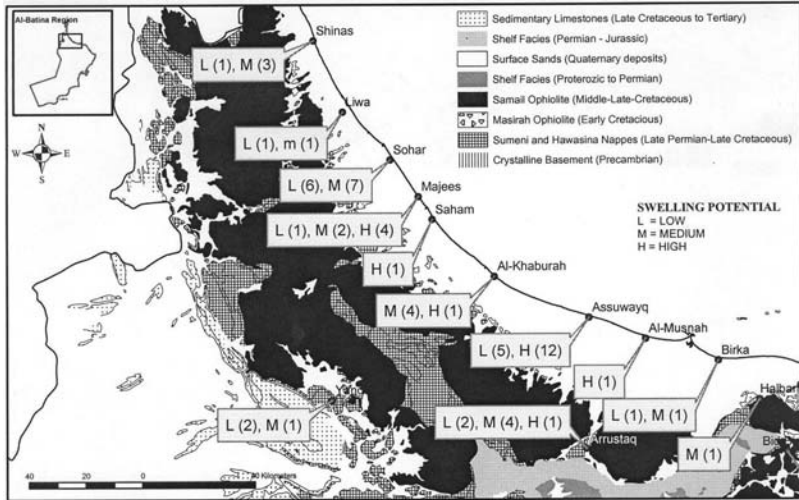 Al-Batina Region
N
W E
S
Sedimentary Limestones (Late Cretaceous to Tertiary)
Shelf Facies (Permian - Jurassic)
Surface Sands (Quaternary deposits)
Shelf Facies (Proterozic to Permian)
Samail Ophiolite (Middle-Late-Cretaceous)
Masirah Ophiolite (Early Cretacious)
Sumeni and Hawasina Nappes (Late Permian-Late Cretaceous)
Crystalline Basement (Precambrian)
SWELLING POTENTIAL
L = LOW
M = MEDIUM
H = HIGH
Shinas
L (1), M (3)
Liwa
L (1), m (1)
Sohar
L (6), M (7)
Majees
L (1), M (2), H (4)
Saham
H (1)
Al-Khaburah
M (4), H (1)
Assuwayq
L (5), H (12)
Al-Musnah
H (1)
Birka
L (1), M (1)
M (1)
L (2), M (1)
L (2), M (4), H (1)
Arrustaq
40 20 0 Kilometers